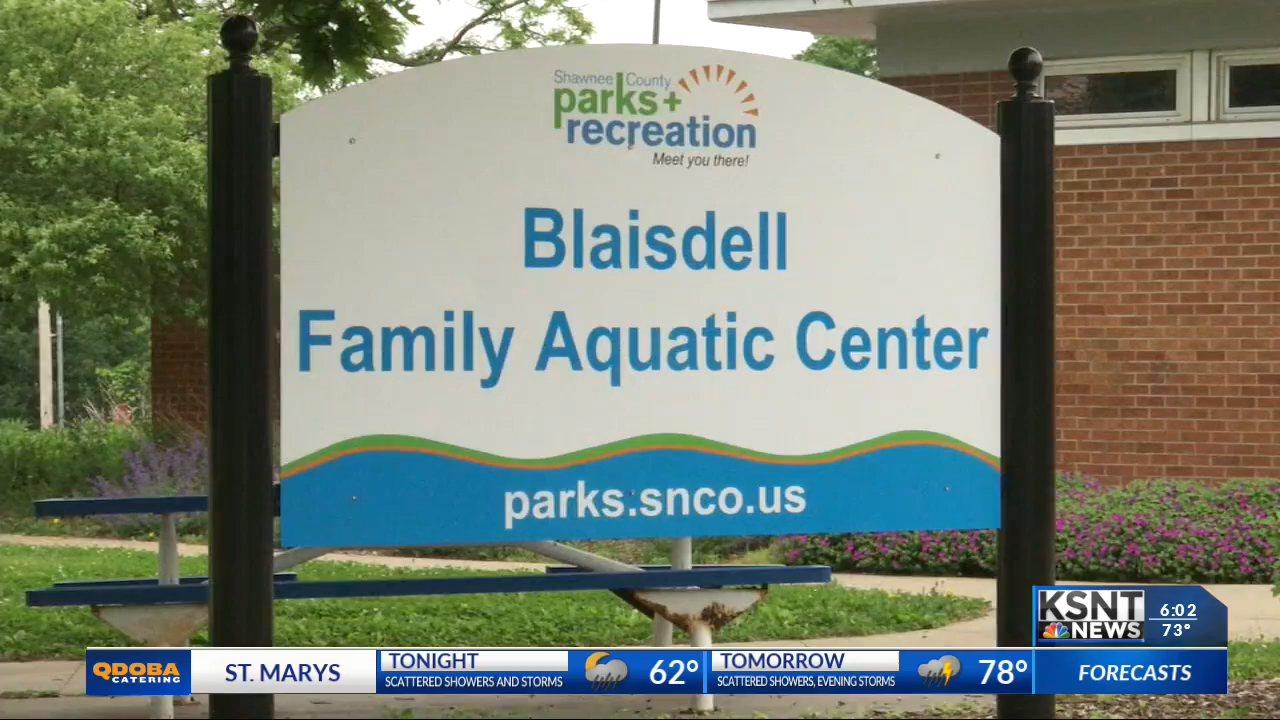 Shawnee County
parks+
recreation
Meet you there!
Blaisdell
Family Aquatic Center
parks.snco.us
KSNT
NEWS
6:02
73°
QDOBA
CATERING
ST. MARYS
TONIGHT
SCATTERED SHOWERS AND STORMS
62°
TOMORROW
SCATTERED SHOWERS, EVENING STORMS
78°
FORECASTS